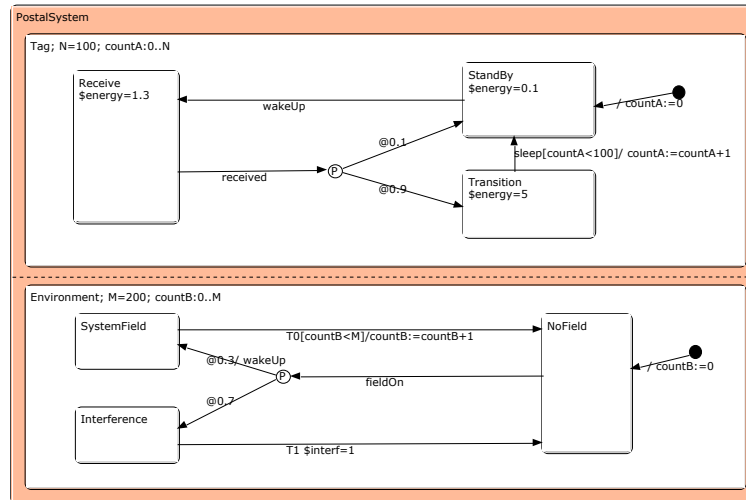 PostalSystem
Tag; N=100; countA:0..N
Receive
$energy=1.3
StandBy
$energy=0.1
/ countA:=0
wakeUp
@0.1
sleep[countA<100]/ countA:=countA+1
received
P
Transition
$energy=5
@0.9
Environment; M=200; countB:0..M
SystemField
NoField
T0[countB<M]/countB:=countB+1
@0.3/ wakeUp
P
fieldOn
/ countB:=0
@0.7
Interference
T1 $interf=1